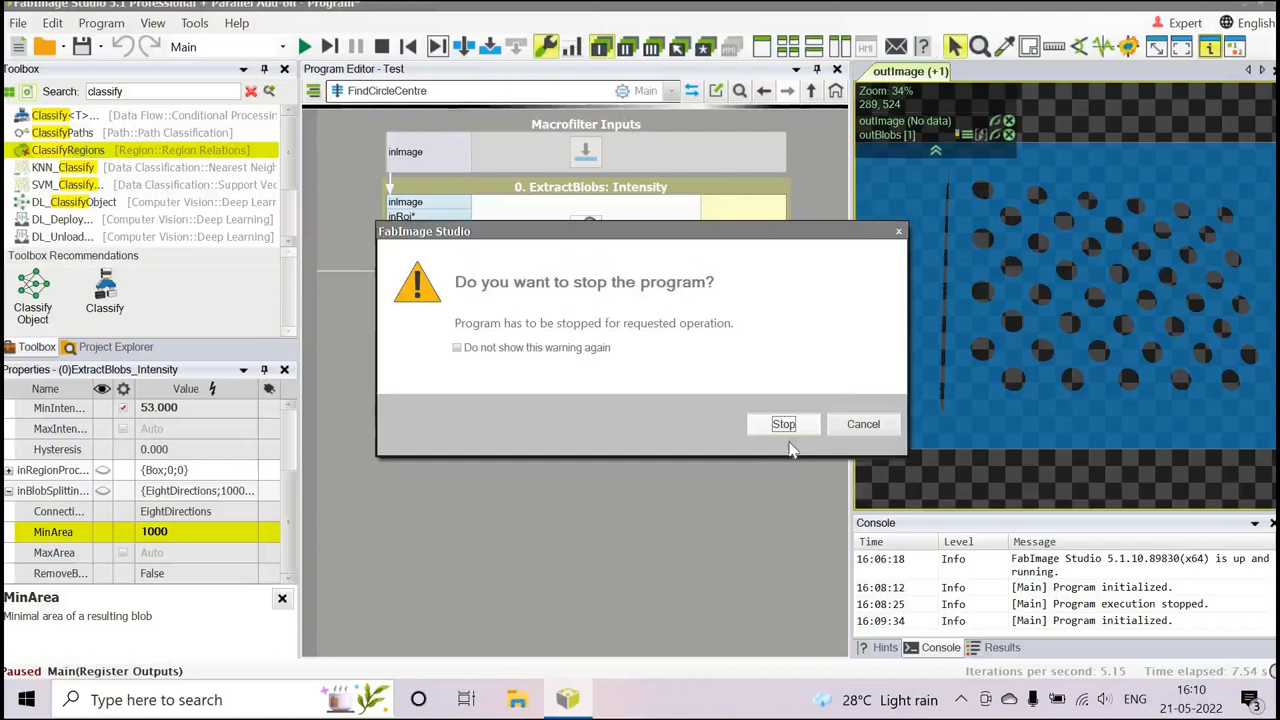 FabImage Studio 5.1 Professional + Parallel Add-on - Program*
File Edit Program View Tools Help
Expert English
Main
Toolbox
Search: classify
Classify<T>... [Data Flow::Conditional Processin
ClassifyPaths [Path::Path Classification]
ClassifyRegions [Region::Region Relations]
KNN_Classify [Data Classification::Nearest Neigh
SVM_Classify... [Data Classification::Support Vec
DL_ClassifyObject [Computer Vision::Deep Learning]
DL_Deploy... [Computer Vision::Deep Learning]
DL_Unload... [Computer Vision::Deep Learning]
Toolbox Recommendations
Classify Object
Classify
Toolbox Project Explorer
Properties - (0)ExtractBlobs_Intensity
Name Value
MinInten... 53.000
MaxInten... Auto
Hysteresis 0.000
inRegionProc... {Box;0;0}
inBlobSplitting... {EightDirections;1000...
Connecti... EightDirections
MinArea 1000
MaxArea Auto
RemoveB... False
MinArea
Minimal area of a resulting blob
Program Editor - Test
FindCircleCentre Main
Macrofilter Inputs
inImage
0. ExtractBlobs: Intensity
inImage
inRoi*
FabImage Studio
Do you want to stop the program?
Program has to be stopped for requested operation.
Do not show this warning again
Stop Cancel
outImage (+1)
Zoom: 34%
289, 524
outImage (No data)
outBlobs [1]
HMI
Console
Time Level Message
16:06:18 Info FabImage Studio 5.1.10.89830(x64) is up and
running.
16:08:12 Info [Main] Program initialized.
16:08:25 Info [Main] Program execution stopped.
16:09:34 Info [Main] Program initialized.
Hints Console Results
Paused Main(Register Outputs)
Iterations per second: 5.15 Time elapsed: 7.54 s
Type here to search
28°C Light rain
ENG
16:10
21-05-2022
3